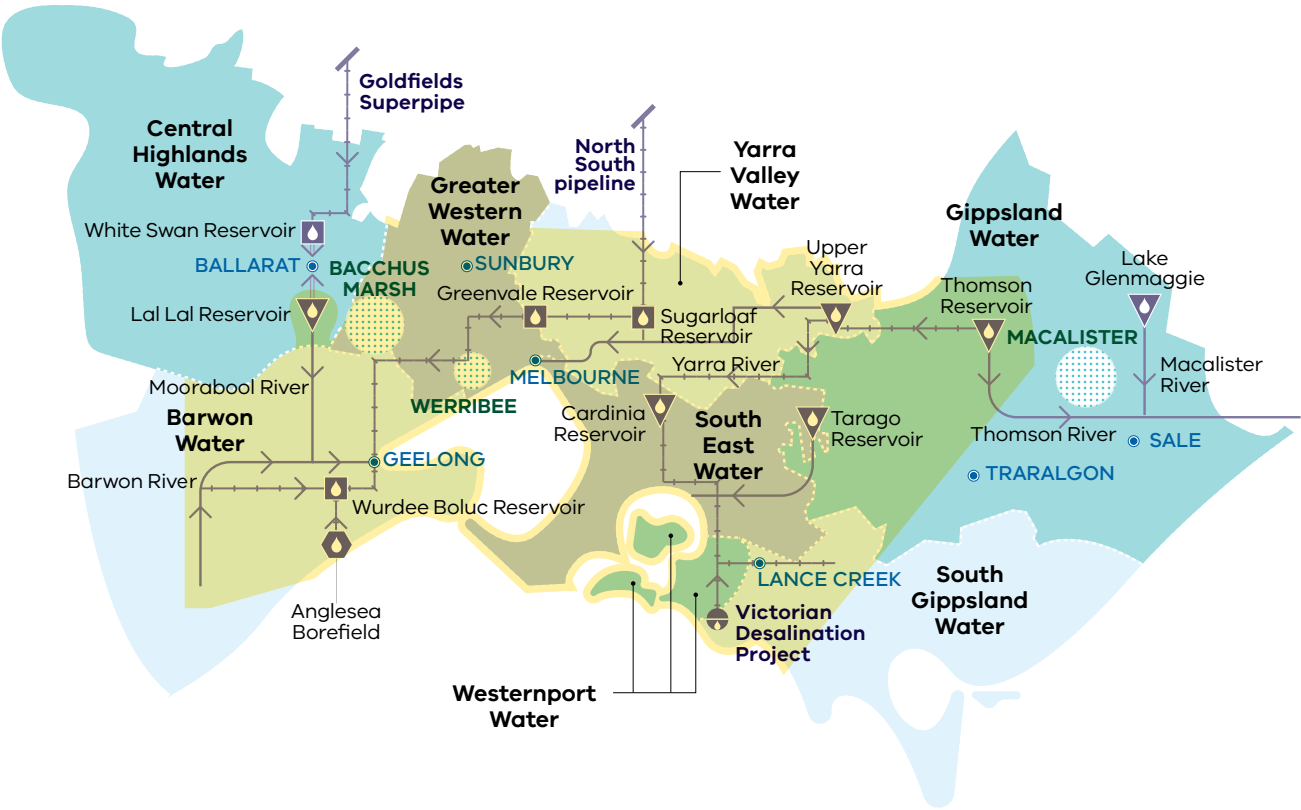 Goldfields
Superpipe
Central
Highlands
Water
North
South
pipeline
Yarra
Valley
Water
Greater
Western
Water
Gippsland
Water
White Swan Reservoir
BALLARAT
BACCHUS
MARSH
SUNBURY
Upper
Yarra
Reservoir
Lake
Glenmaggie
Thomson
Reservoir
Greenvale Reservoir
Lal Lal Reservoir
Sugarloaf
Reservoir
MACALISTER
Yarra River
Macalister
River
Moorabool River
MELBOURNE
WERRIBEE
Barwon
Water
Cardinia
Reservoir
South
East
Water
Tarago
Reservoir
Thomson River
SALE
GEELONG
TRARALGON
Barwon River
Wurdee Boluc Reservoir
LANCE CREEK
South
Gippsland
Water
Anglesea
Borefield
Victorian
Desalination
Project
Westernport
Water